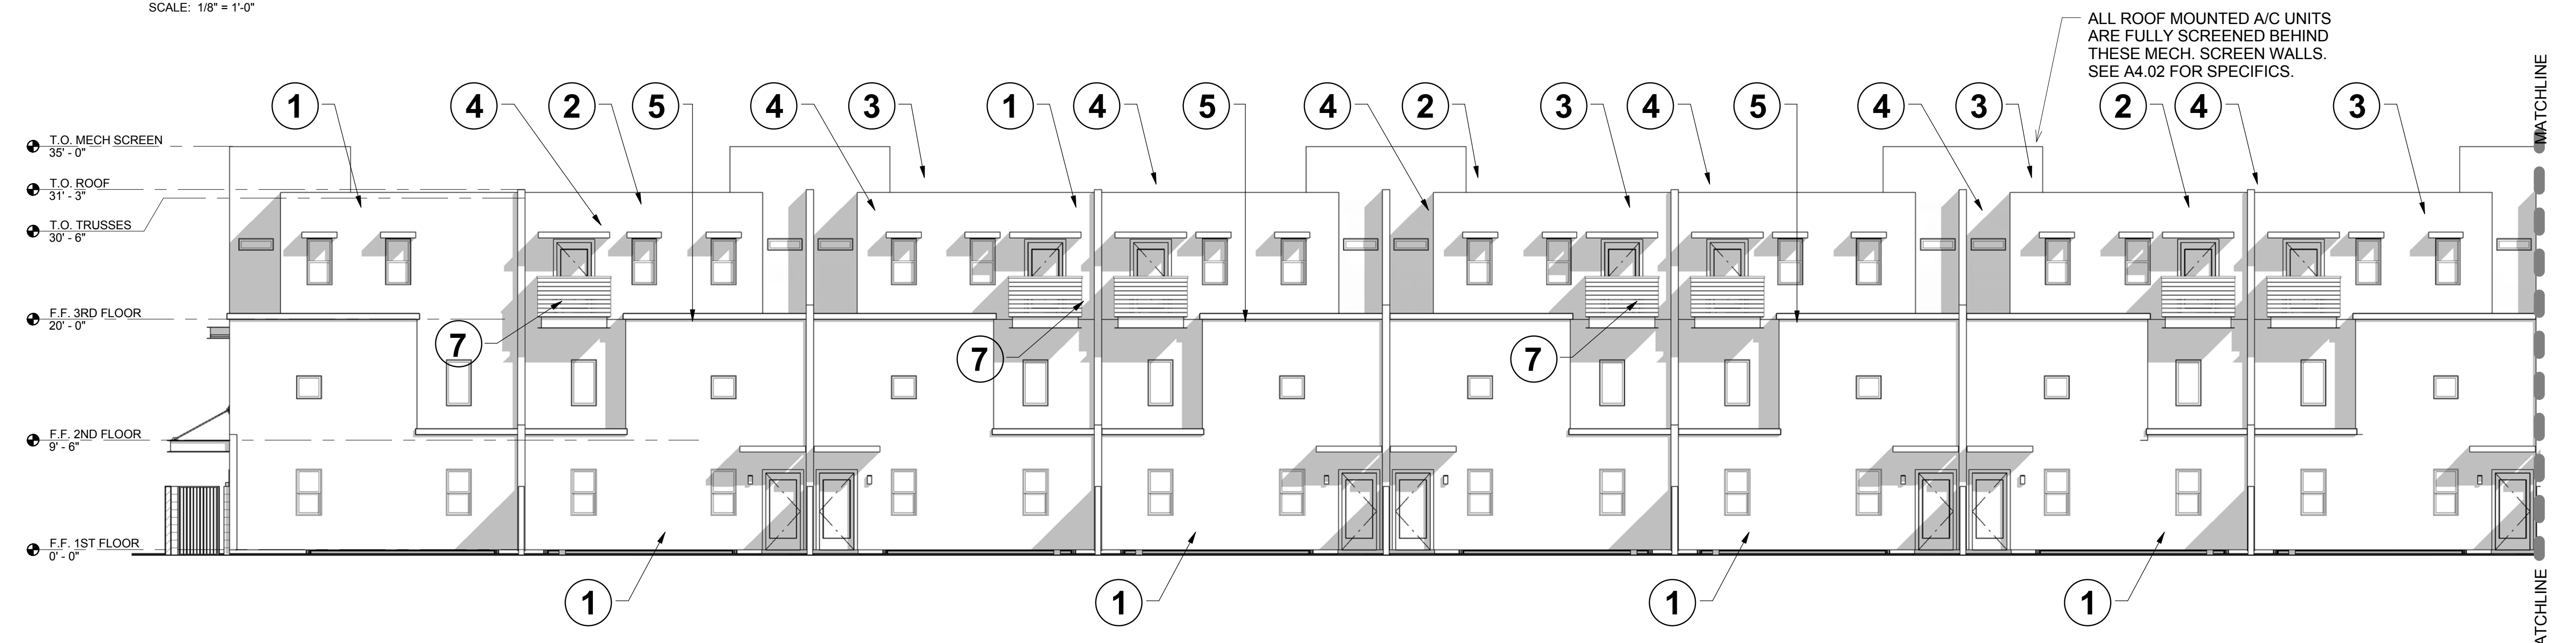 SCALE: 1/8" = 1'-0"
ALL ROOF MOUNTED A/C UNITS
ARE FULLY SCREENED BEHIND
THESE MECH. SCREEN WALLS.
SEE A4.02 FOR SPECIFICS.
MATCHLINE
1 4 2 5 4 3 1 4 5 4 2 3 4 5 4 3 2 4 3
T.O. MECH SCREEN
35' - 0"
T.O. ROOF
31' - 3"
T.O. TRUSSES
30' - 6"
F.F. 3RD FLOOR
20' - 0"
7 7 7
F.F. 2ND FLOOR
9' - 6"
F.F. 1ST FLOOR
0' - 0"
1 1 1 1
ATCHLINE